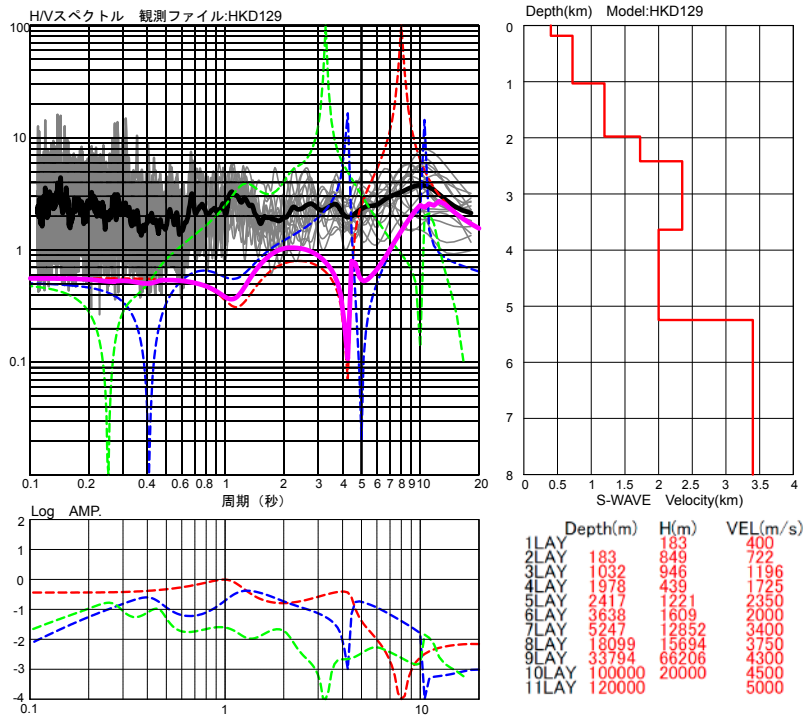 H/Vスペクトル 観測ファイル:HKD129
100
10
1
0.1
0.1 0.2 0.4 0.6 0.8 1 2 3 4 5 6 7 8 9 10 20
周期（秒）
Log AMP.
2
1
0
-1
-2
-3
-4
0.1 1 10
Depth(km) Model:HKD129
0
1
2
3
4
5
6
7
8
0 0.5 1 1.5 2 2.5 3 3.5 4
S-WAVE Velocity(km)
Depth(m) H(m) VEL(m/s)
1LAY 183 400
2LAY 183 849 722
3LAY 1032 946 1196
4LAY 1978 439 1725
5LAY 2417 1221 2350
6LAY 3638 1609 2000
7LAY 5247 12852 3400
8LAY 18099 15694 3750
9LAY 33794 66206 4300
10LAY 100000 20000 4500
11LAY 120000 5000